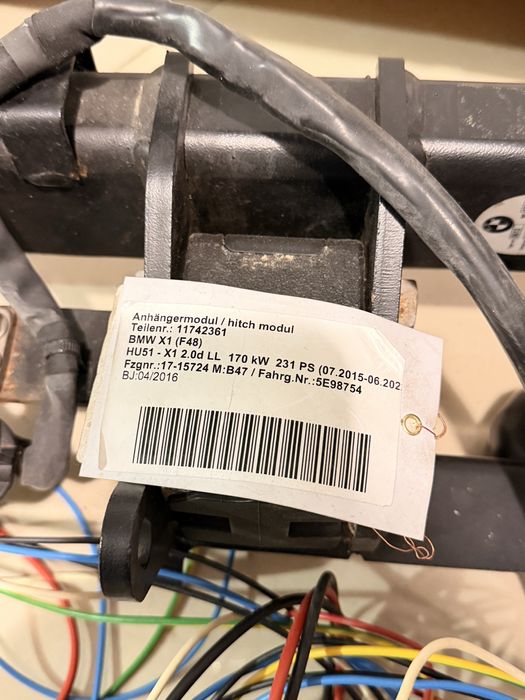 Anhängermodul / hitch modul
Teilenr.: 11742361
BMW X1 (F48)
HU51 - X1 2.0d LL 170 kW 231 PS (07.2015-06.202
Fzgnr.:17-15724 M:B47 / Fahrg.Nr.:5E98754
BJ:04/2016